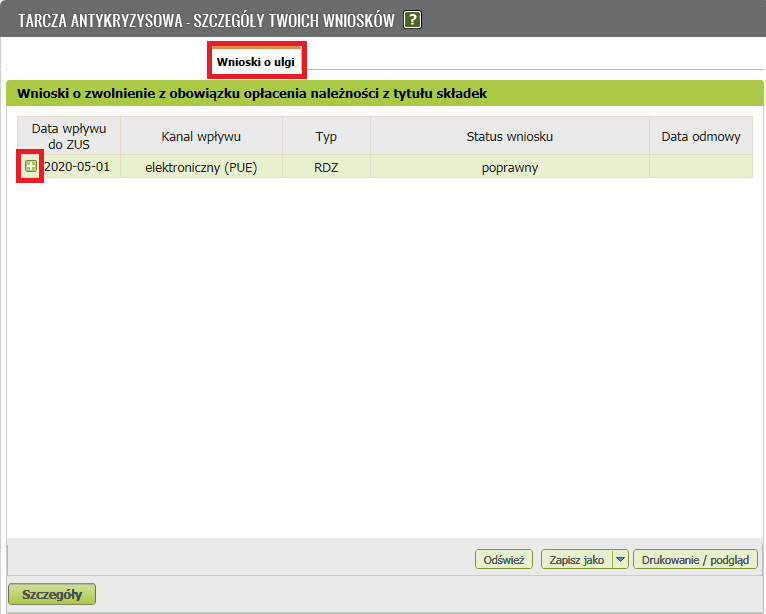 TARCZA ANTYKRYZYSOWA - SZCZEGÓŁY TWOICH WNIOSKÓW ?
Wnioski o ulgi
Wnioski o zwolnienie z obowiązku opłacenia należności z tytułu składek
Data wpływu do ZUS Kanał wpływu Typ Status wniosku Data odmowy
2020-05-01 elektroniczny (PUE) RDZ poprawny
Odśwież Zapisz jako Drukowanie / podgląd
Szczegóły